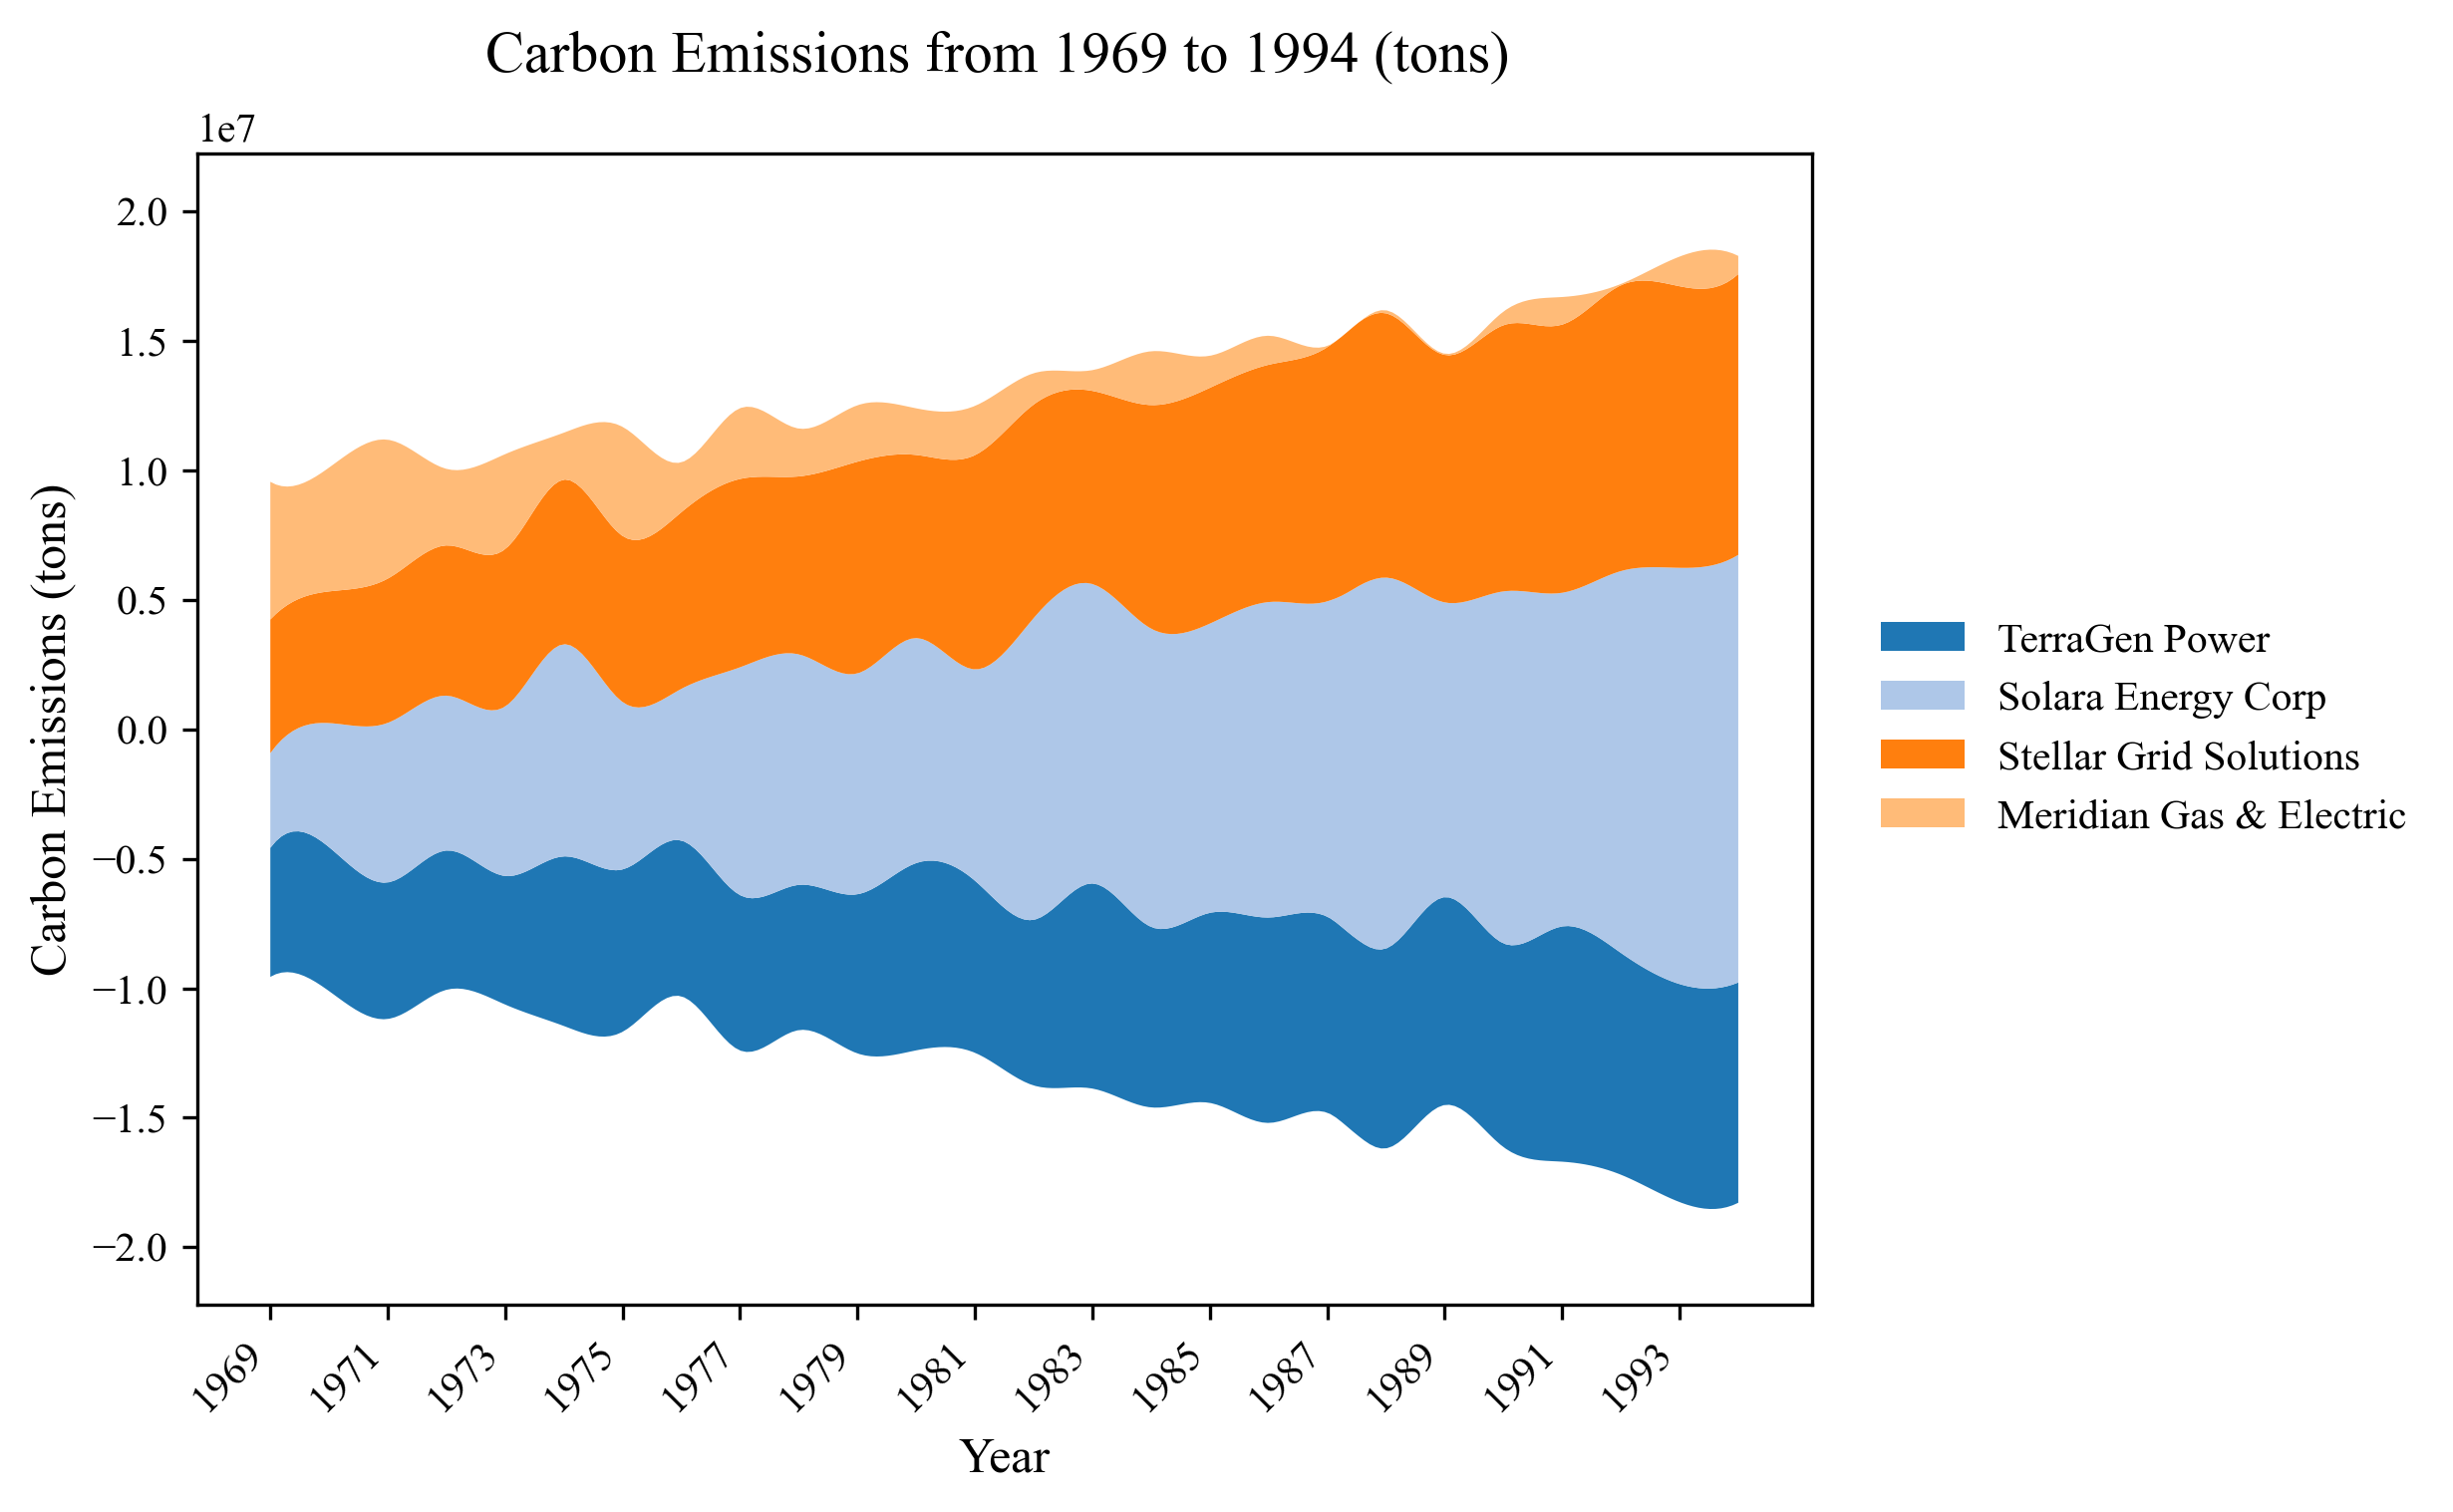 Carbon Emissions from 1969 to 1994 (tons)
1e7
2.0
1.5
1.0
0.5
0.0
−0.5
−1.0
−1.5
−2.0
Carbon Emissions (tons)
1969
1971
1973
1975
1977
1979
1981
1983
1985
1987
1989
1991
1993
Year
TerraGen Power
Solara Energy Corp
Stellar Grid Solutions
Meridian Gas & Electric